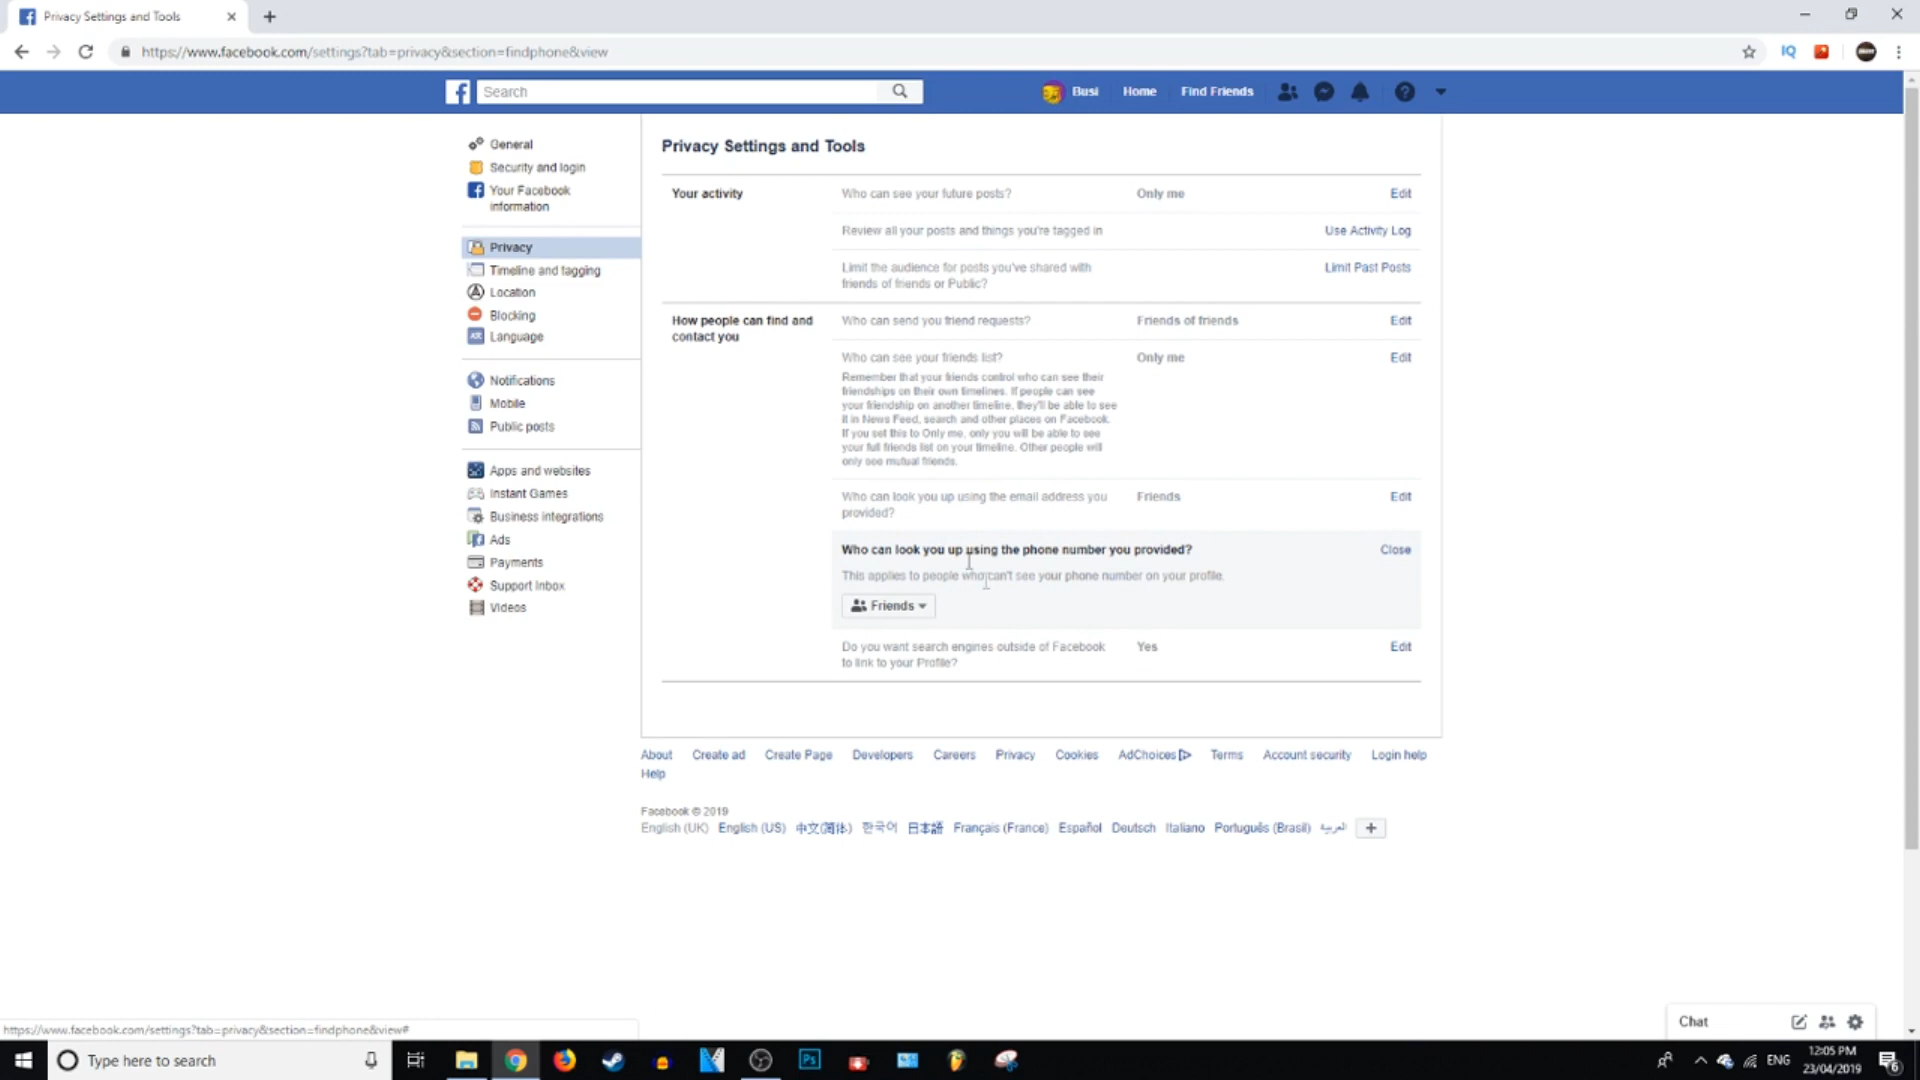 Privacy Settings and Tools
https://www.facebook.com/settings?tab=privacy&section=findphone&view
IQ
Search
Busi
Home
Find Friends
General
Security and login
Your Facebook
information
Privacy
Timeline and tagging
Location
Blocking
Language
Notifications
Mobile
Public posts
Apps and websites
Instant Games
Business integrations
Ads
Payments
Support Inbox
Videos
Privacy Settings and Tools
Your activity
Who can see your future posts?
Only me
Edit
Review all your posts and things you're tagged in
Use Activity Log
Limit the audience for posts you've shared with
friends of friends or Public?
Limit Past Posts
How people can find and
contact you
Who can send you friend requests?
Friends of friends
Edit
Who can see your friends list?
Only me
Edit
Remember that your friends control who can see their
friendships on their own timelines. If people can see
your friendship on another timeline, they'll be able to see
it in News Feed, search and other places on Facebook.
If you set this to Only me, only you will be able to see
your full friends list on your timeline. Other people will
only see mutual friends.
Who can look you up using the email address you
provided?
Friends
Edit
Who can look you up using the phone number you provided?
Close
This applies to people who can't see your phone number on your profile.
Friends
Do you want search engines outside of Facebook
to link to your Profile?
Yes
Edit
About Create ad Create Page Developers Careers Privacy Cookies AdChoices Terms Account security Login help
Help
Facebook © 2019
English (UK) English (US) 中文(简体) 한국어 日本語 Français (France) Español Deutsch Italiano Português (Brasil) العربية +
Chat
https://www.facebook.com/settings?tab=privacy&section=findphone&view#
Type here to search
Ps
ENG
12:05 PM
23/04/2019
6